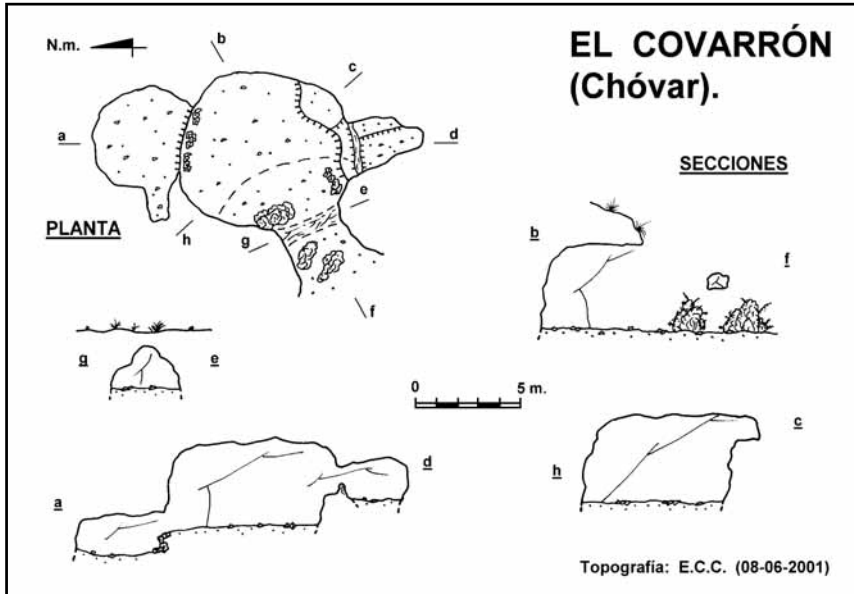 EL COVARRÓN
(Chóvar).
N.m.
b
c
a
d
e
h
g
f
PLANTA
SECCIONES
b
f
g
e
0 5 m.
a
d
h
c
Topografía: E.C.C. (08-06-2001)